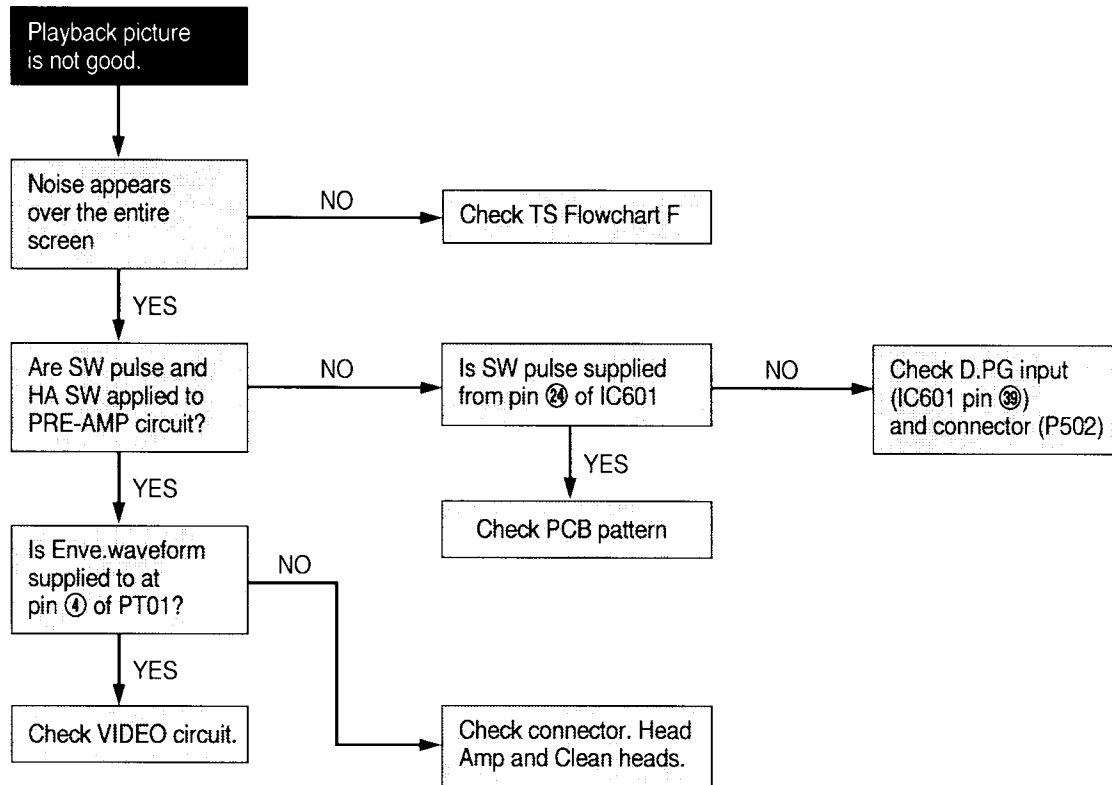 Playback picture
is not good.
Noise appears
over the entire
screen
NO
Check TS Flowchart F
YES
Are SW pulse and
HA SW applied to
PRE-AMP circuit?
NO
Is SW pulse supplied
from pin ㉔ of IC601
NO
Check D.PG input
(IC601 pin ㊴)
and connector (P502)
YES
Check PCB pattern
YES
Is Enve.waveform
supplied to at
pin ④ of PT01?
NO
YES
Check VIDEO circuit.
Check connector. Head
Amp and Clean heads.